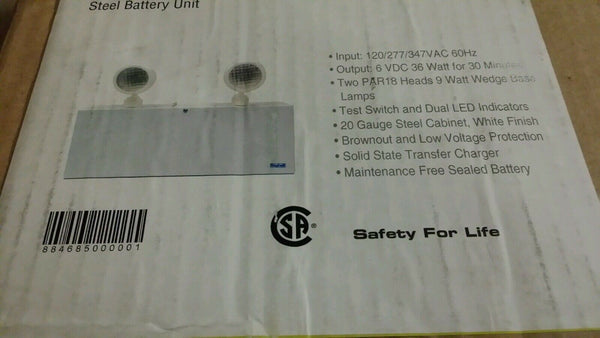 Steel Battery Unit
• Input: 120/277/347VAC 60Hz
• Output: 6 VDC 36 Watt for 30 Minutes
• Two PAR18 Heads 9 Watt Wedge Base
Lamps
• Test Switch and Dual LED Indicators
• 20 Gauge Steel Cabinet, White Finish
• Brownout and Low Voltage Protection
• Solid State Transfer Charger
• Maintenance Free Sealed Battery
884685000001
CSA®
Safety For Life